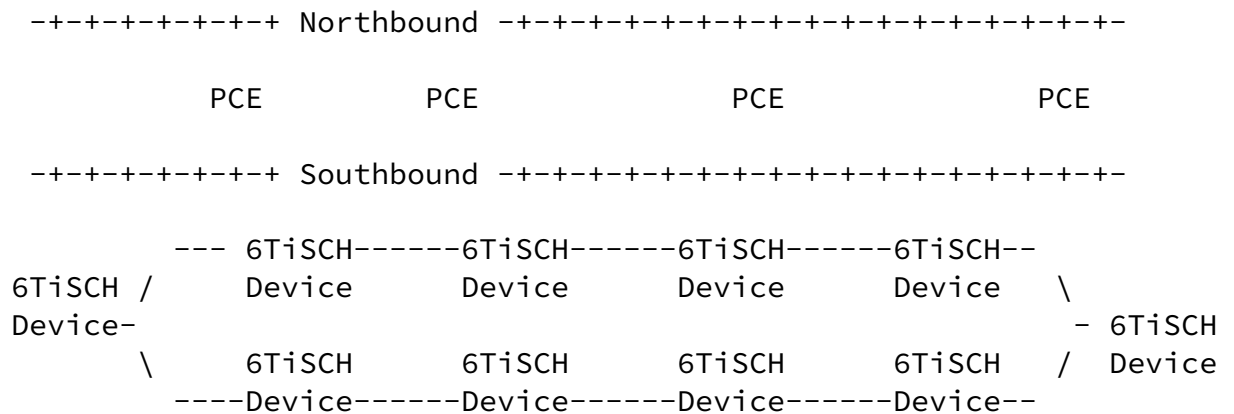 -+-+-+-+-+-+-+ Northbound -+-+-+-+-+-+-+-+-+-+-+-+-+-+-+-+-+-
PCE PCE PCE PCE
-+-+-+-+-+-+-+ Southbound -+-+-+-+-+-+-+-+-+-+-+-+-+-+-+-+-+-
--- 6TiSCH------6TiSCH------6TiSCH------6TiSCH--
6TiSCH / Device Device Device Device \
Device- - 6TiSCH
\ 6TiSCH 6TiSCH 6TiSCH 6TiSCH / Device
----Device------Device------Device------Device--